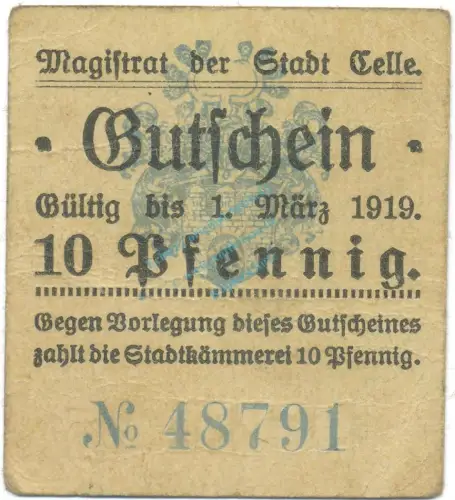 Magistrat der Stadt Celle.
· Gutschein ·
Gültig bis 1. März 1919.
10 Pfennig.
Gegen Vorlegung dieses Gutscheines
zahlt die Stadtkämmerei 10 Pfennig.
№ 48791